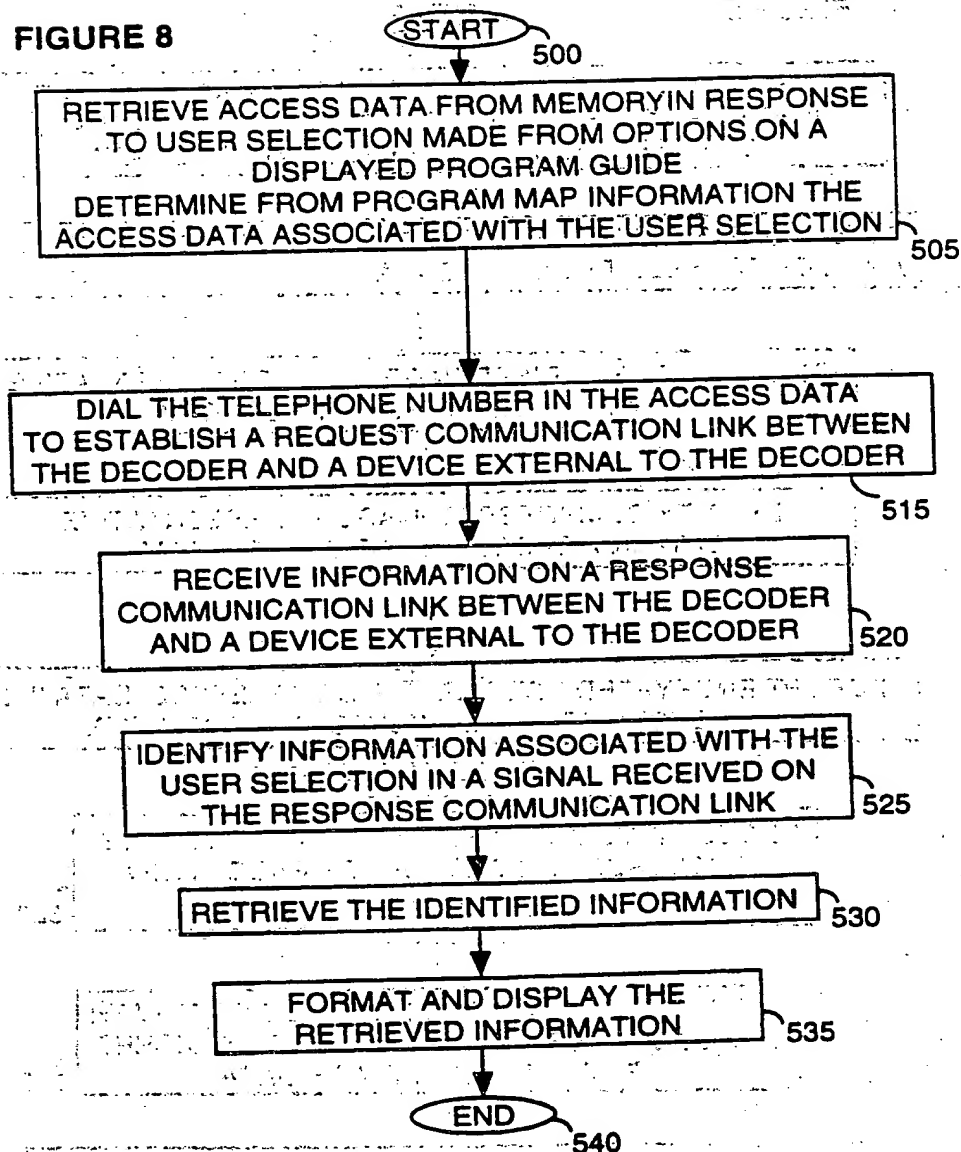 FIGURE 8
START
500
RETRIEVE ACCESS DATA FROM MEMORYIN RESPONSE
TO USER SELECTION MADE FROM OPTIONS ON A
DISPLAYED PROGRAM GUIDE
DETERMINE FROM PROGRAM MAP INFORMATION THE
ACCESS DATA ASSOCIATED WITH THE USER SELECTION
505
DIAL THE TELEPHONE NUMBER IN THE ACCESS DATA
TO ESTABLISH A REQUEST COMMUNICATION LINK BETWEEN
THE DECODER AND A DEVICE EXTERNAL TO THE DECODER
515
RECEIVE INFORMATION ON A RESPONSE
COMMUNICATION LINK BETWEEN THE DECODER
AND A DEVICE EXTERNAL TO THE DECODER
520
IDENTIFY INFORMATION ASSOCIATED WITH THE
USER SELECTION IN A SIGNAL RECEIVED ON
THE RESPONSE COMMUNICATION LINK
525
RETRIEVE THE IDENTIFIED INFORMATION
530
FORMAT AND DISPLAY THE
RETRIEVED INFORMATION
535
END
540